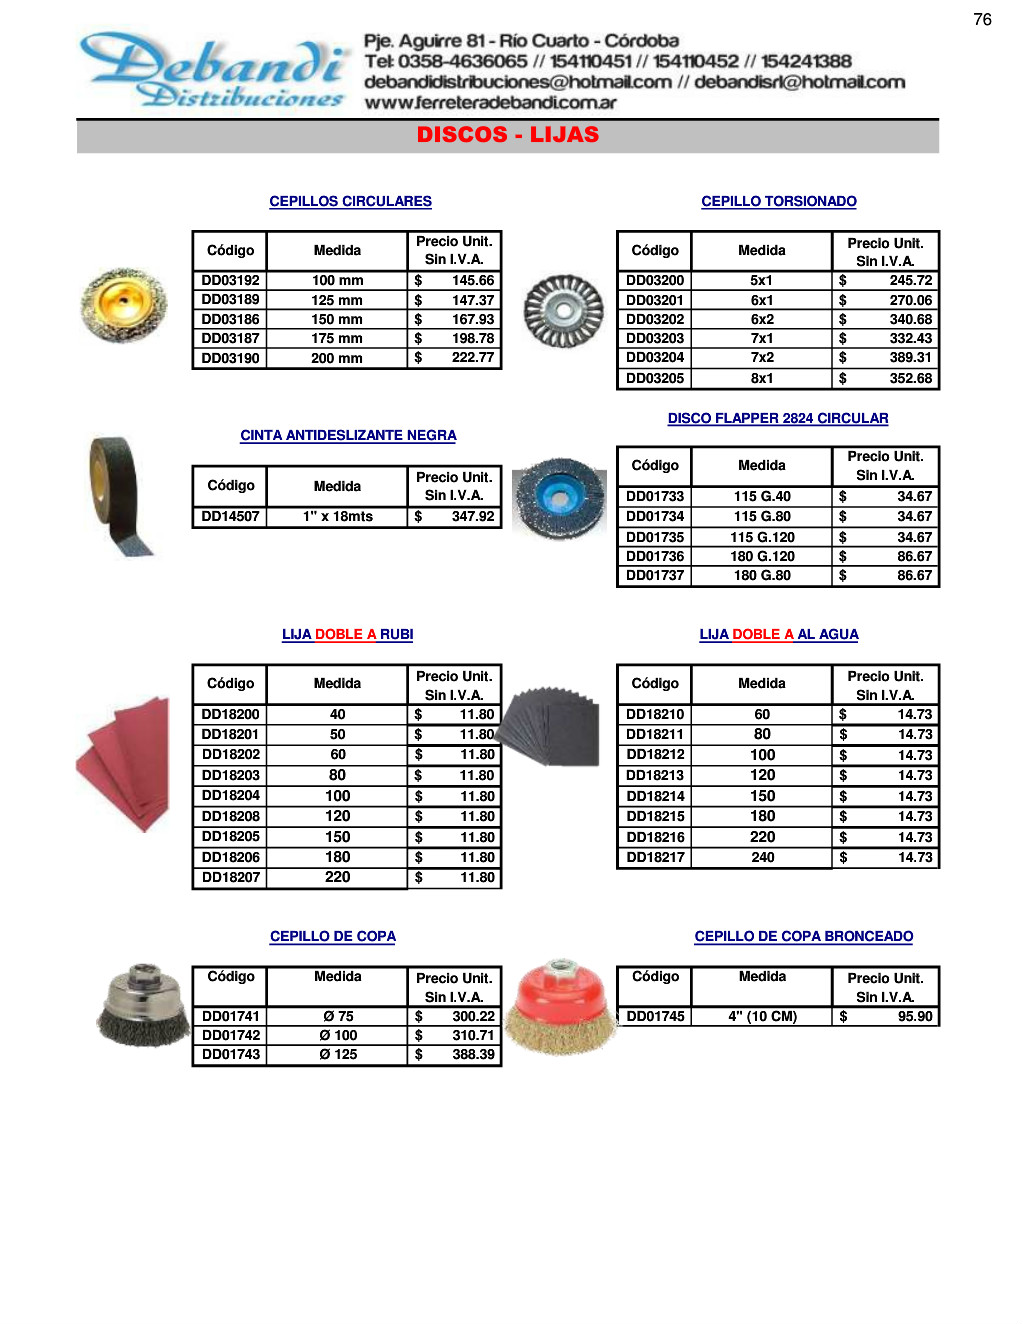 76
Debandi
Distribuciones
Pje. Aguirre 81 - Río Cuarto - Córdoba
Tel: 0358-4636065 // 154110451 // 154110452 // 154241388
debandidistribuciones@hotmail.com // debandisrl@hotmail.com
www.ferreteradebandi.com.ar
DISCOS - LIJAS
CEPILLOS CIRCULARES
Código Medida Precio Unit. Sin I.V.A.
DD03192 100 mm $ 145.66
DD03189 125 mm $ 147.37
DD03186 150 mm $ 167.93
DD03187 175 mm $ 198.78
DD03190 200 mm $ 222.77
CEPILLO TORSIONADO
Código Medida Precio Unit. Sin I.V.A.
DD03200 5x1 $ 245.72
DD03201 6x1 $ 270.06
DD03202 6x2 $ 340.68
DD03203 7x1 $ 332.43
DD03204 7x2 $ 389.31
DD03205 8x1 $ 352.68
CINTA ANTIDESLIZANTE NEGRA
Código Medida Precio Unit. Sin I.V.A.
DD14507 1" x 18mts $ 347.92
DISCO FLAPPER 2824 CIRCULAR
Código Medida Precio Unit. Sin I.V.A.
DD01733 115 G.40 $ 34.67
DD01734 115 G.80 $ 34.67
DD01735 115 G.120 $ 34.67
DD01736 180 G.120 $ 86.67
DD01737 180 G.80 $ 86.67
LIJA DOBLE A RUBI
Código Medida Precio Unit. Sin I.V.A.
DD18200 40 $ 11.80
DD18201 50 $ 11.80
DD18202 60 $ 11.80
DD18203 80 $ 11.80
DD18204 100 $ 11.80
DD18208 120 $ 11.80
DD18205 150 $ 11.80
DD18206 180 $ 11.80
DD18207 220 $ 11.80
LIJA DOBLE A AL AGUA
Código Medida Precio Unit. Sin I.V.A.
DD18210 60 $ 14.73
DD18211 80 $ 14.73
DD18212 100 $ 14.73
DD18213 120 $ 14.73
DD18214 150 $ 14.73
DD18215 180 $ 14.73
DD18216 220 $ 14.73
DD18217 240 $ 14.73
CEPILLO DE COPA
Código Medida Precio Unit. Sin I.V.A.
DD01741 Ø 75 $ 300.22
DD01742 Ø 100 $ 310.71
DD01743 Ø 125 $ 388.39
CEPILLO DE COPA BRONCEADO
Código Medida Precio Unit. Sin I.V.A.
DD01745 4" (10 CM) $ 95.90